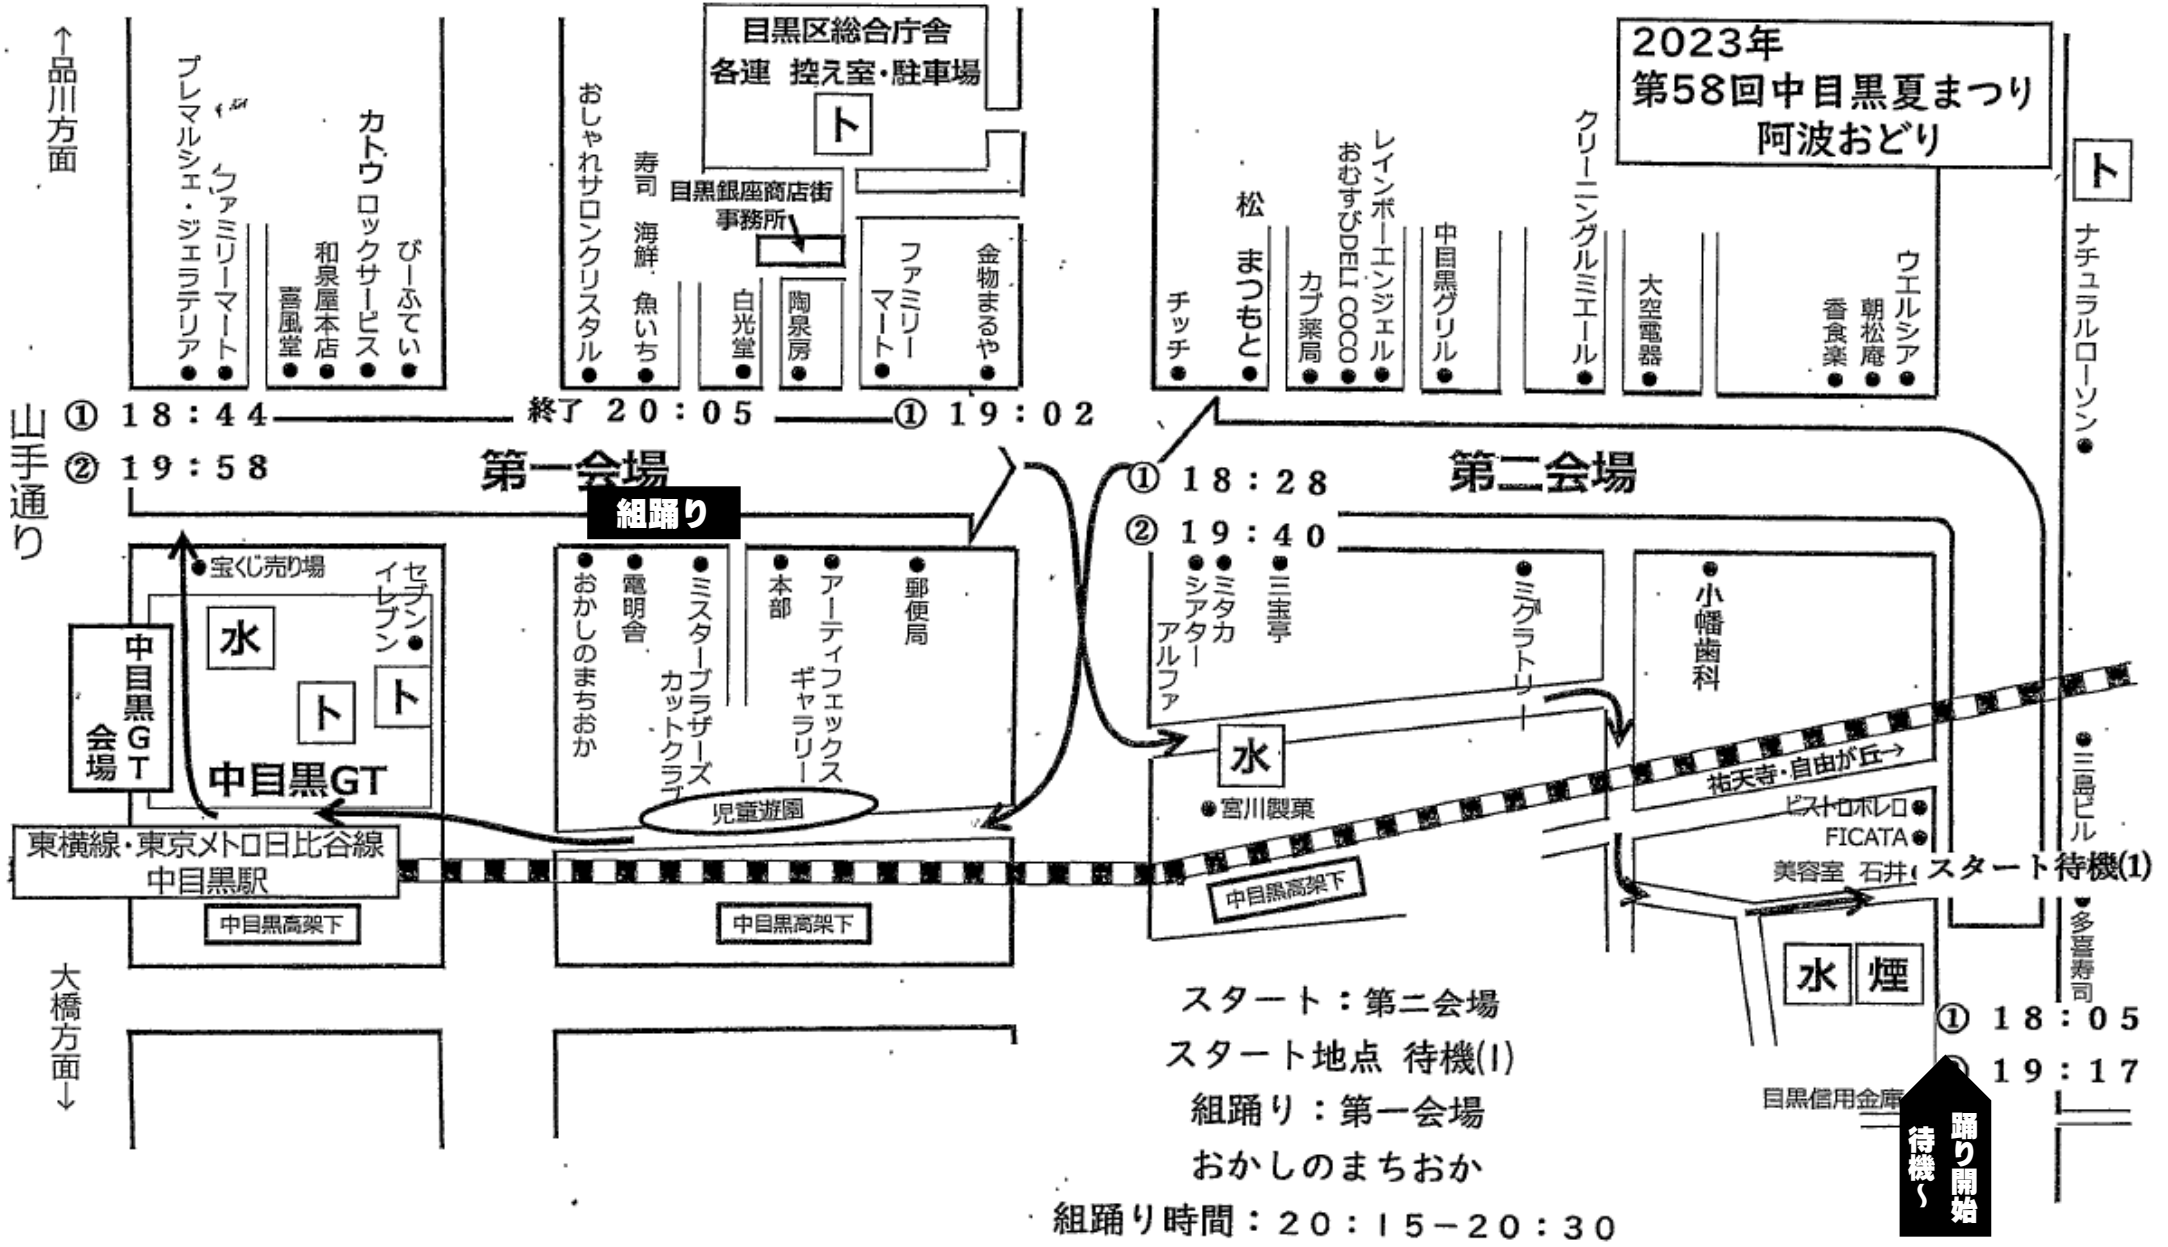 ↑品川方面
山手通り
大橋方面↓
2023年
第58回中目黒夏まつり
阿波おどり
プレマルシェ・ジェラテリア
ファミリーマート
喜風堂
和泉屋本店
カトウロックサービス
びーふてい
おしゃれサロンクリスタル
寿司 海鮮 魚いち
目黒区総合庁舎
各連 控え室・駐車場
ト
目黒銀座商店街
事務所
白光堂
陶泉房
ファミリー
マート
金物まるや
チッチ
松 まつもと
カブ薬局
おむすびDELI COCO
レインボーエンジェル
中目黒グリル
クリーニングルミエール
大空電器
香食楽
朝松庵
ウエルシア
ト
ナチュラルローソン
① 18:44
② 19:58
終了 20:05
① 19:02
第一会場
組踊り
① 18:28
② 19:40
第二会場
宝くじ売り場
セブン
イレブン
水
ト
ト
中目黒GT
会場
中目黒GT
東横線・東京メトロ日比谷線
中目黒駅
中目黒高架下
おかしのまちおか
電明舎
ミスターブラザーズ
カットクラブ
本部
アーティフェックス
ギャラリー
郵便局
児童遊園
中目黒高架下
シアター
アルファ
ミタカ
三宝亭
ミグラトリー
小幡歯科
水
宮川製菓
中目黒高架下
祐天寺・自由が丘→
ビストロボレロ
FICATA
美容室 石井
スタート待機(1)
三島ビル
多喜寿司
水
煙
① 18:05
19:17
目黒信用金庫
踊り開始
待機〜
スタート:第二会場
スタート地点 待機(1)
組踊り:第一会場
おかしのまちおか
組踊り時間:20:15−20:30